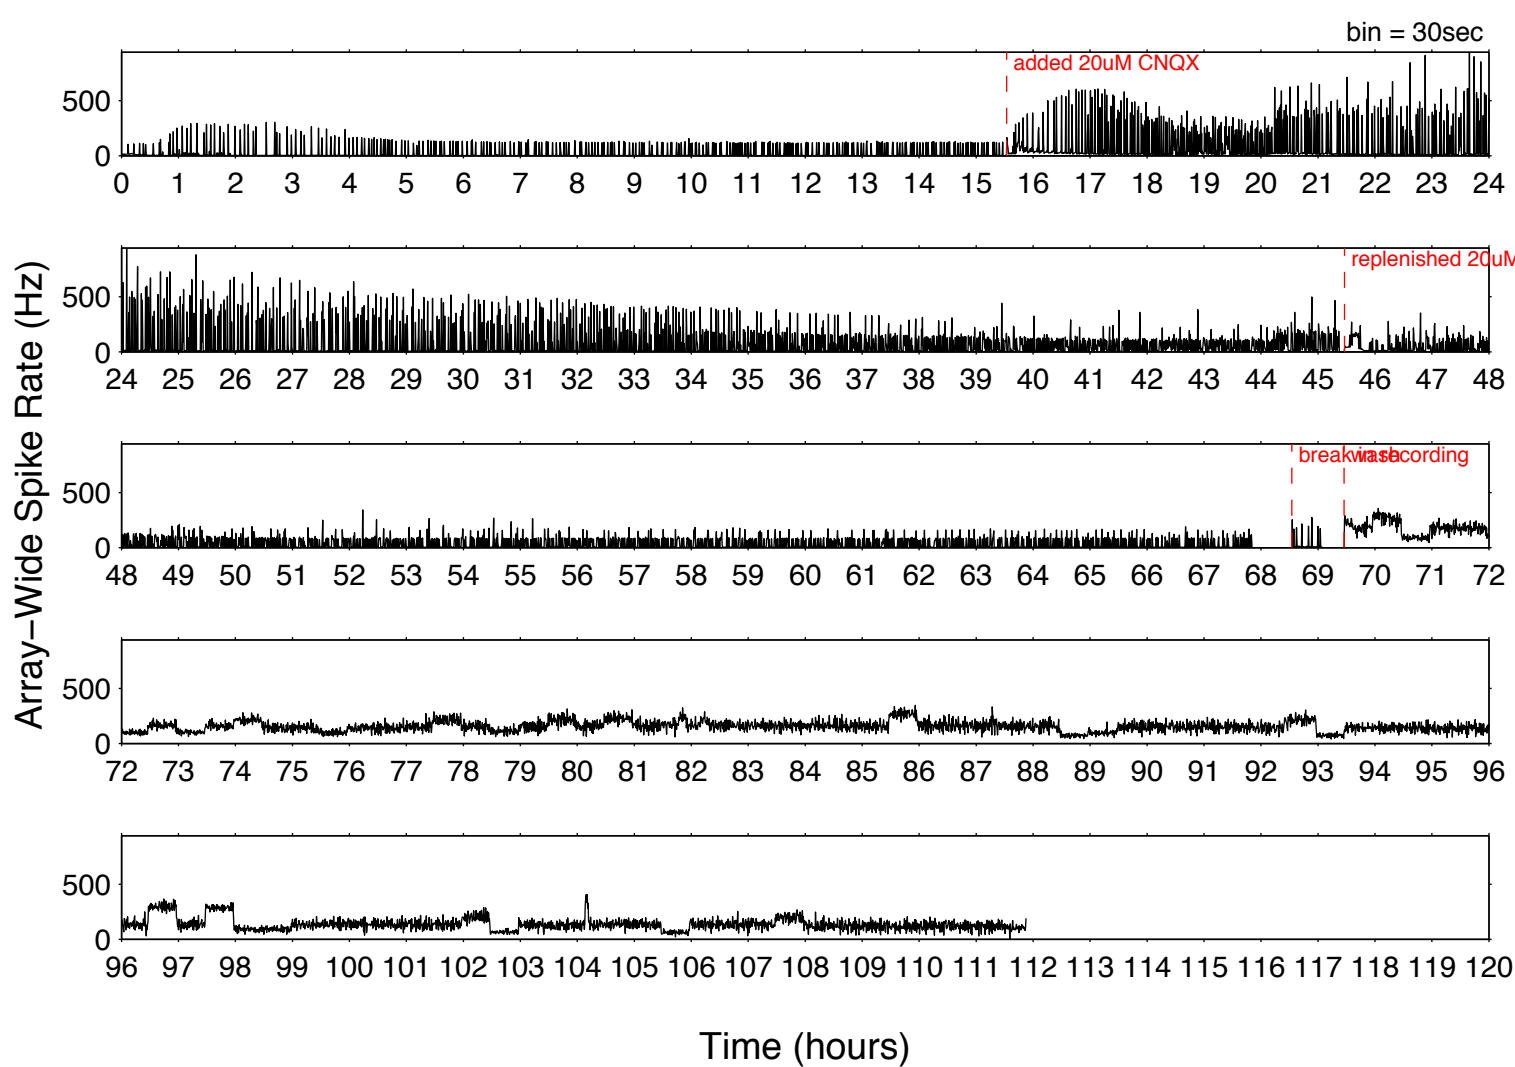 bin = 30sec
added 20uM CNQX
500
0
0 1 2 3 4 5 6 7 8 9 10 11 12 13 14 15 16 17 18 19 20 21 22 23 24
replenished 20uM
500
0
24 25 26 27 28 29 30 31 32 33 34 35 36 37 38 39 40 41 42 43 44 45 46 47 48
break in recording
wash
500
0
48 49 50 51 52 53 54 55 56 57 58 59 60 61 62 63 64 65 66 67 68 69 70 71 72
500
0
72 73 74 75 76 77 78 79 80 81 82 83 84 85 86 87 88 89 90 91 92 93 94 95 96
500
0
96 97 98 99 100 101 102 103 104 105 106 107 108 109 110 111 112 113 114 115 116 117 118 119 120
Array−Wide Spike Rate (Hz)
Time (hours)